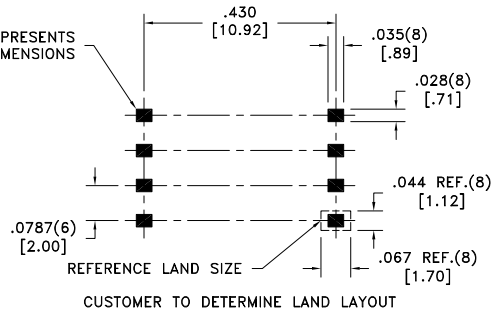 .430
[10.92]
PRESENTS
MENSIONS
.035(8)
[.89]
.028(8)
[.71]
.044 REF.(8)
[1.12]
.0787(6)
[2.00]
.067 REF.(8)
[1.70]
REFERENCE LAND SIZE
CUSTOMER TO DETERMINE LAND LAYOUT